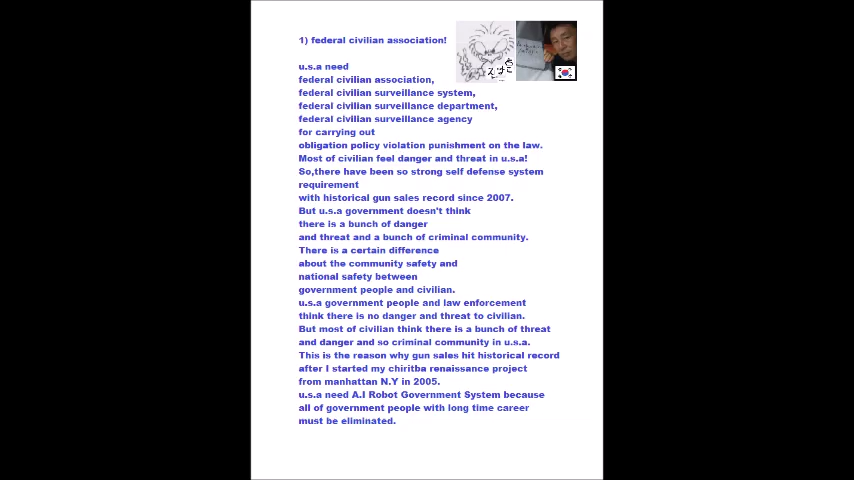 1) federal civilian association!
u.s.a need
federal civilian association,
federal civilian surveillance system,
federal civilian surveillance department,
federal civilian surveillance agency
for carrying out
obligation policy violation punishment on the law.
Most of civilian feel danger and threat in u.s.a!
So,there have been so strong self defense system
requirement
with historical gun sales record since 2007.
But u.s.a government doesn't think
there is a bunch of danger
and threat and a bunch of criminal community.
There is a certain difference
about the community safety and
national safety between
government people and civilian.
u.s.a government people and law enforcement
think there is no danger and threat to civilian.
But most of civilian think there is a bunch of threat
and danger and so criminal community in u.s.a.
This is the reason why gun sales hit historical record
after I started my chiritba renaissance project
from manhattan N.Y in 2005.
u.s.a need A.I Robot Government System because
all of government people with long time career
must be eliminated.